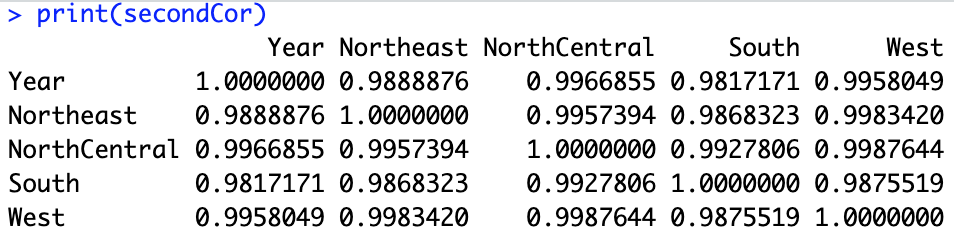 > print(secondCor)
Year Northeast NorthCentral South West
Year 1.0000000 0.9888876 0.9966855 0.9817171 0.9958049
Northeast 0.9888876 1.0000000 0.9957394 0.9868323 0.9983420
NorthCentral 0.9966855 0.9957394 1.0000000 0.9927806 0.9987644
South 0.9817171 0.9868323 0.9927806 1.0000000 0.9875519
West 0.9958049 0.9983420 0.9987644 0.9875519 1.0000000